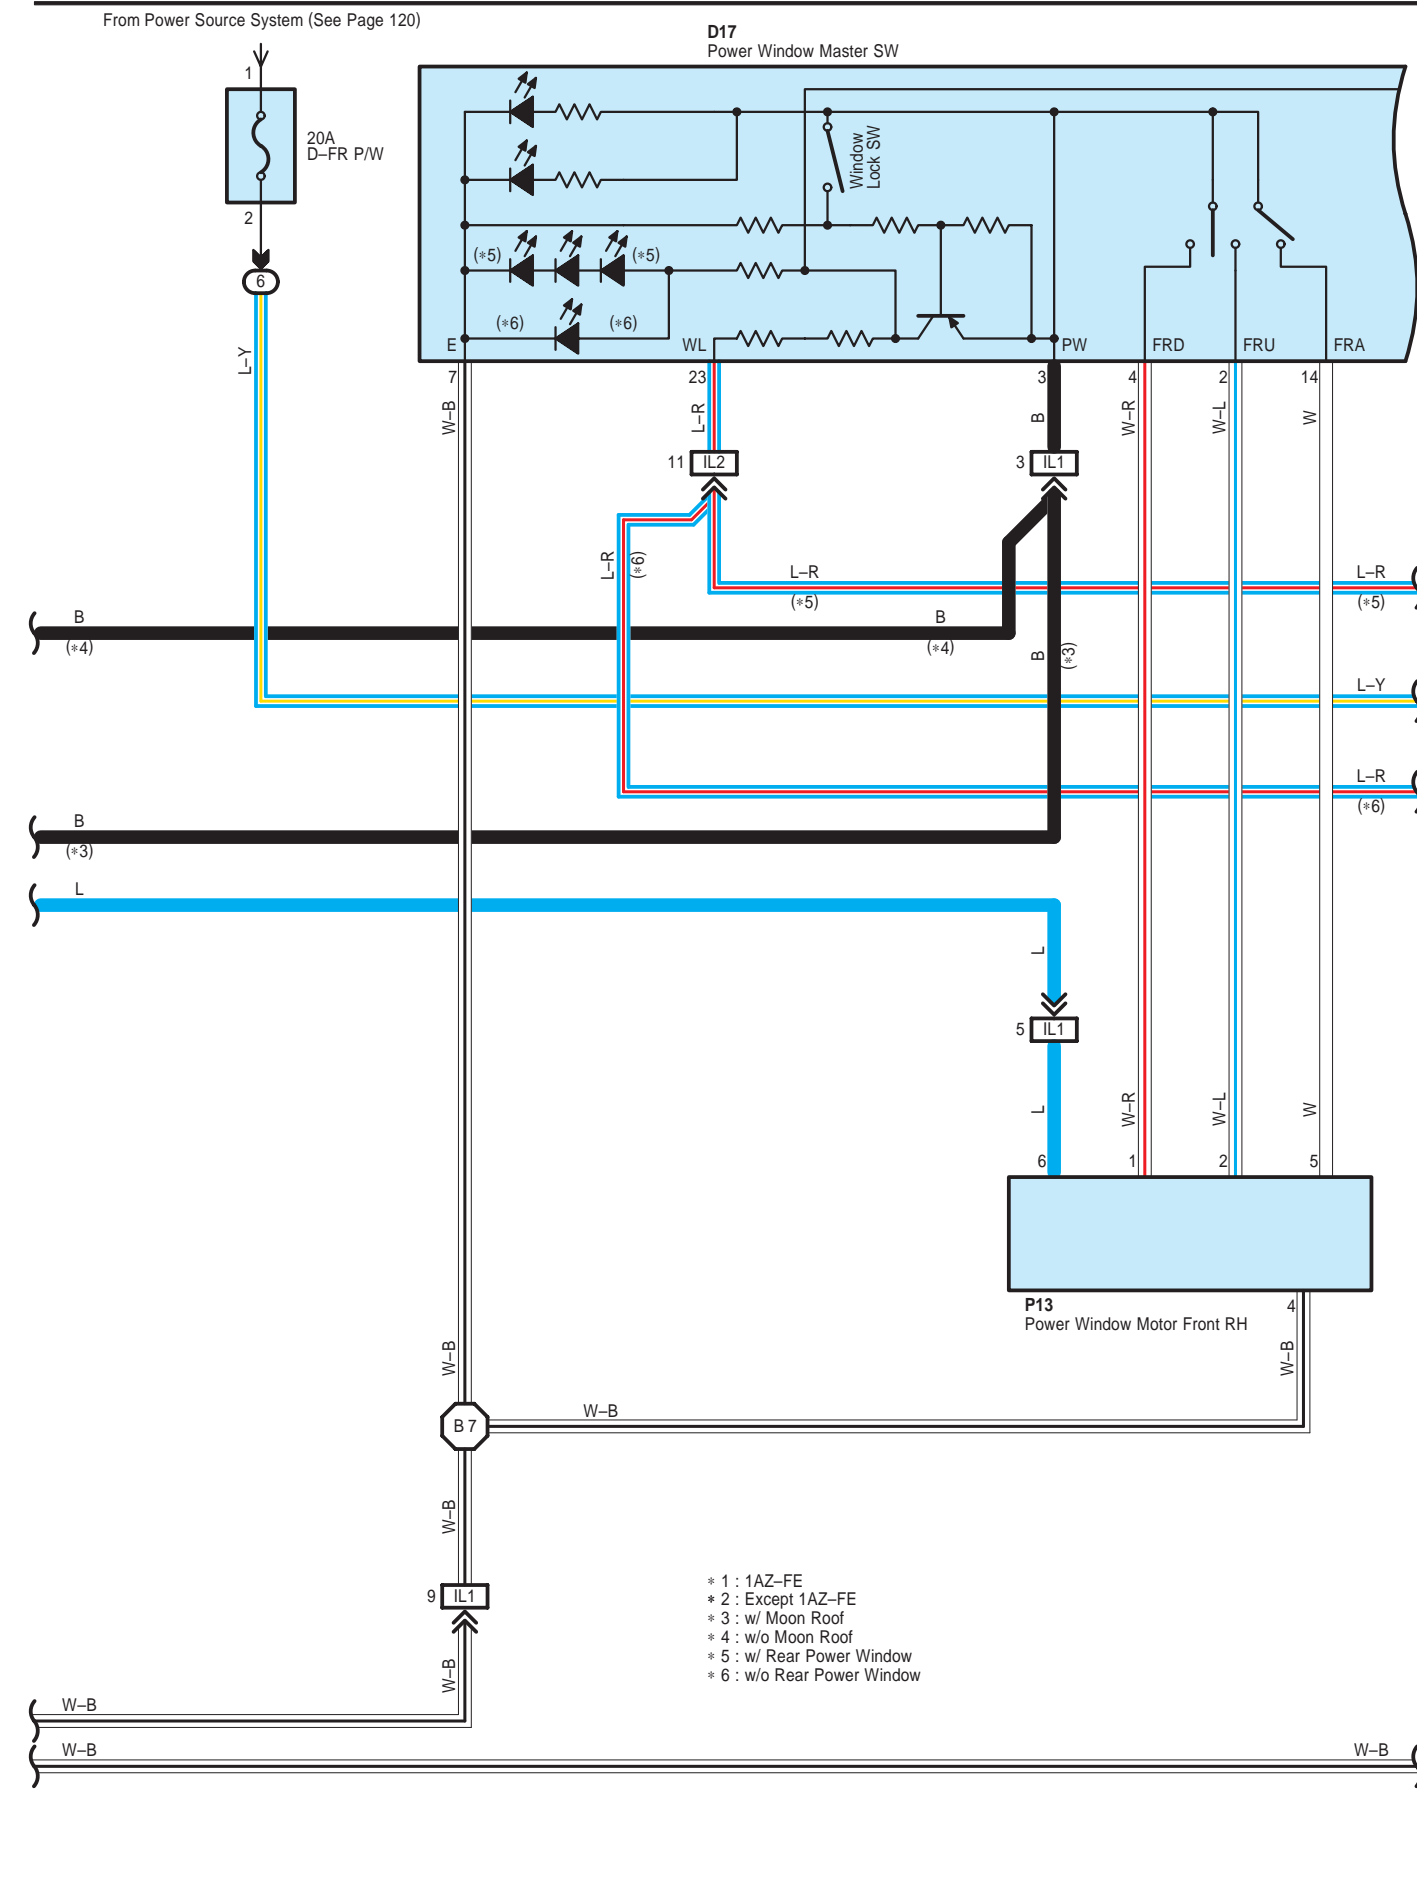 From Power Source System (See Page 120)
D17
Power Window Master SW
1
20A
D–FR P/W
2
6
L–Y
Window
Lock SW
(∗5)
(∗5)
(∗6)
(∗6)
E
WL
PW
FRD
FRU
FRA
7
23
3
4
2
14
W–B
L–R
B
W–R
W–L
W
11
IL2
3
IL1
L–R
(∗6)
L–R
(∗5)
L–R
(∗5)
B
(∗4)
B
(∗4)
B
(∗3)
L–Y
L–R
(∗6)
B
(∗3)
L
L
5
IL1
L
W–R
W–L
W
6
1
2
5
P13
Power Window Motor Front RH
4
W–B
W–B
B 7
W–B
W–B
9
IL1
W–B
∗ 1 : 1AZ–FE
∗ 2 : Except 1AZ–FE
∗ 3 : w/ Moon Roof
∗ 4 : w/o Moon Roof
∗ 5 : w/ Rear Power Window
∗ 6 : w/o Rear Power Window
W–B
W–B
W–B